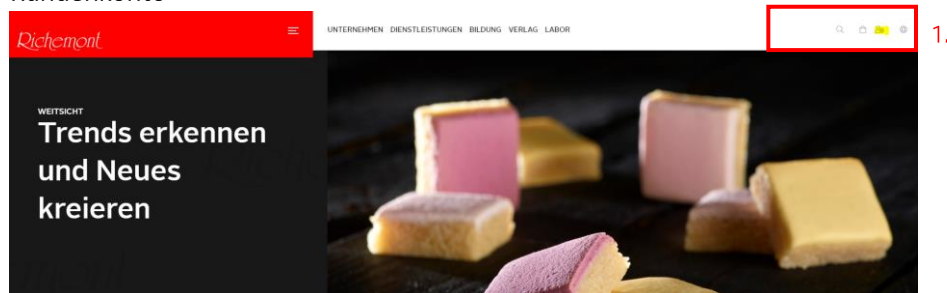 Kundenkonto
Richemont
UNTERNEHMEN DIENSTLEISTUNGEN BILDUNG VERLAG LABOR
1.
WEITSICHT
Trends erkennen
und Neues
kreieren